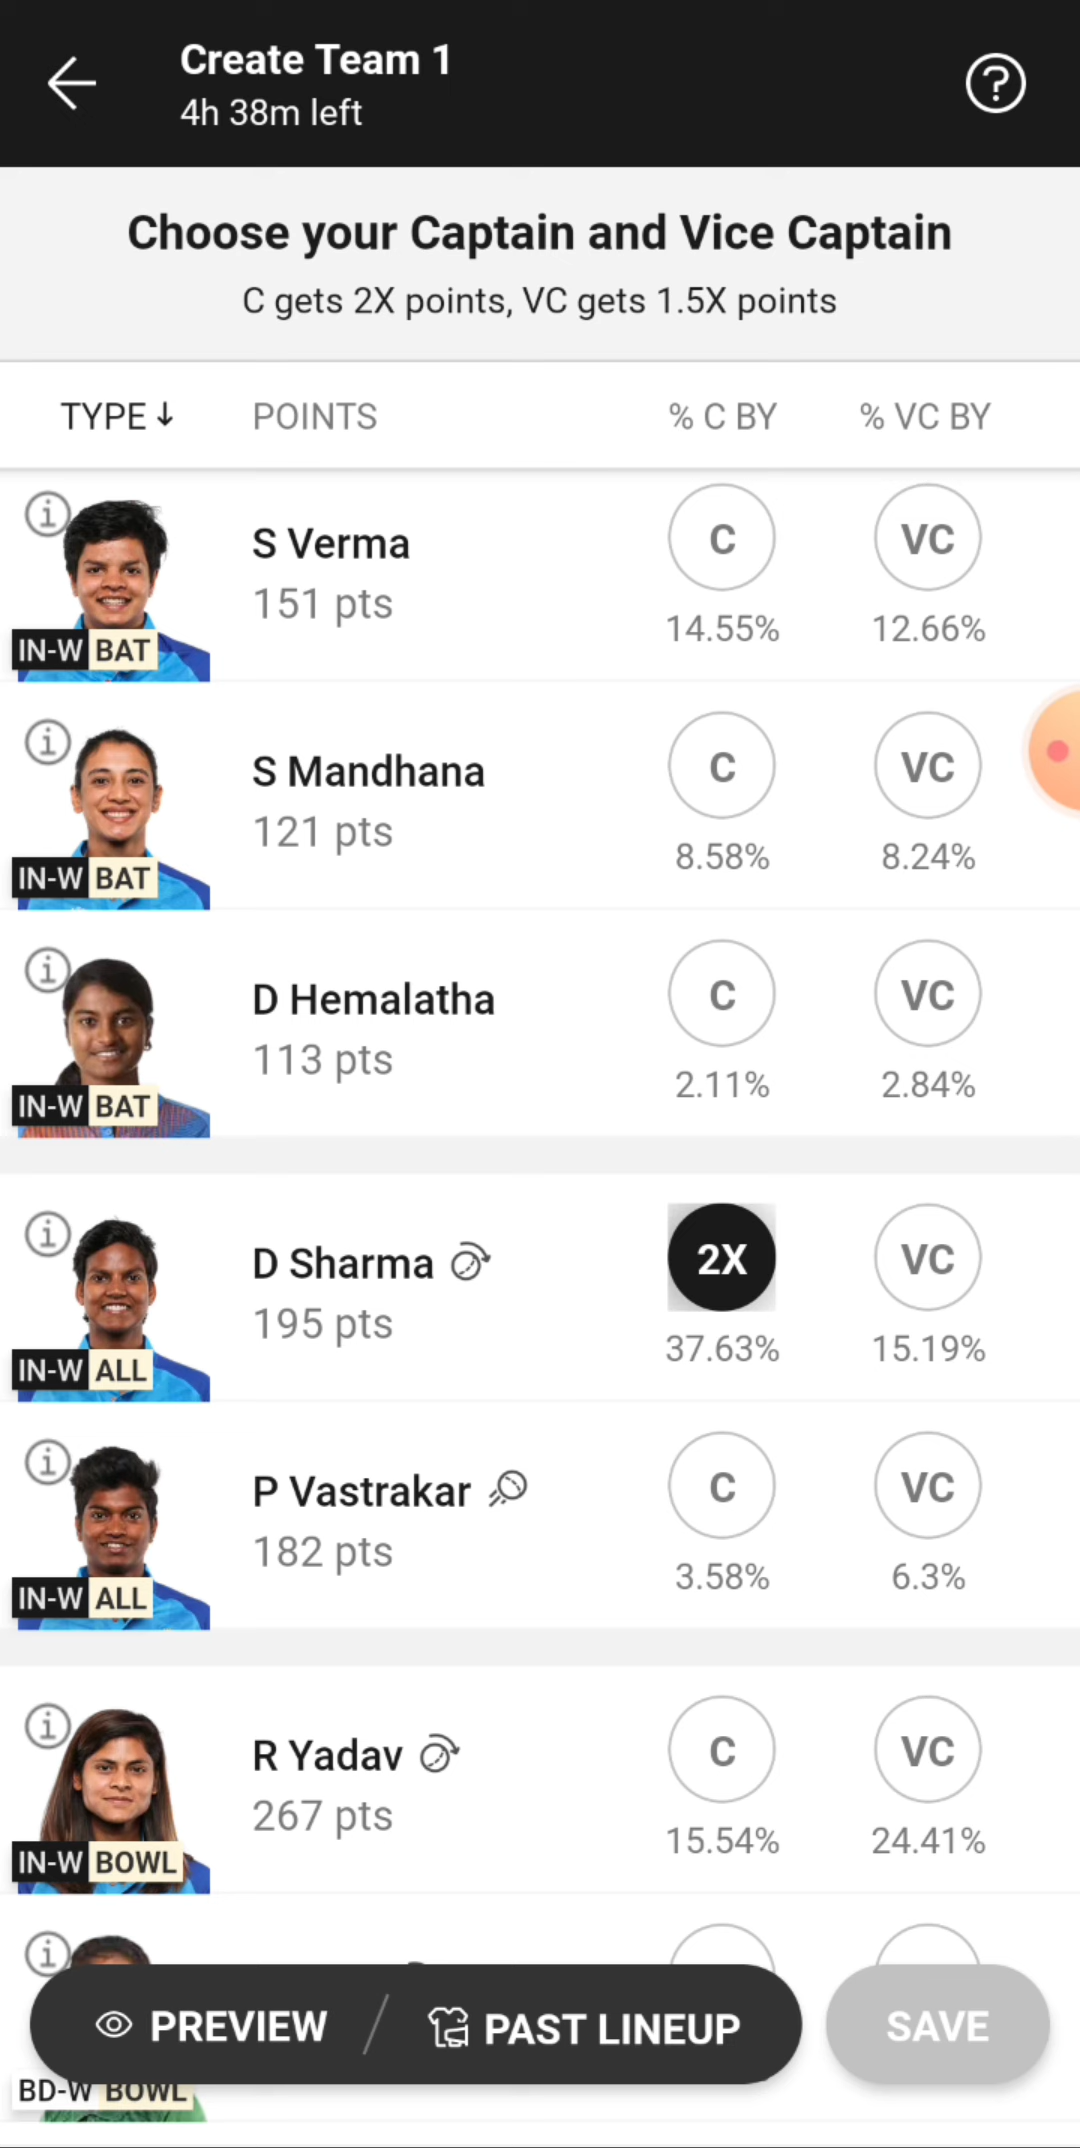 Create Team 1
4h 38m left
Choose your Captain and Vice Captain
C gets 2X points, VC gets 1.5X points
TYPE↓ POINTS % C BY % VC BY
S Verma C VC
151 pts 14.55% 12.66%
IN-W BAT
S Mandhana C VC
121 pts 8.58% 8.24%
IN-W BAT
D Hemalatha C VC
113 pts 2.11% 2.84%
IN-W BAT
D Sharma 2X VC
195 pts 37.63% 15.19%
IN-W ALL
P Vastrakar C VC
182 pts 3.58% 6.3%
IN-W ALL
R Yadav C VC
267 pts 15.54% 24.41%
IN-W BOWL
PREVIEW / PAST LINEUP SAVE
BD-W BOWL